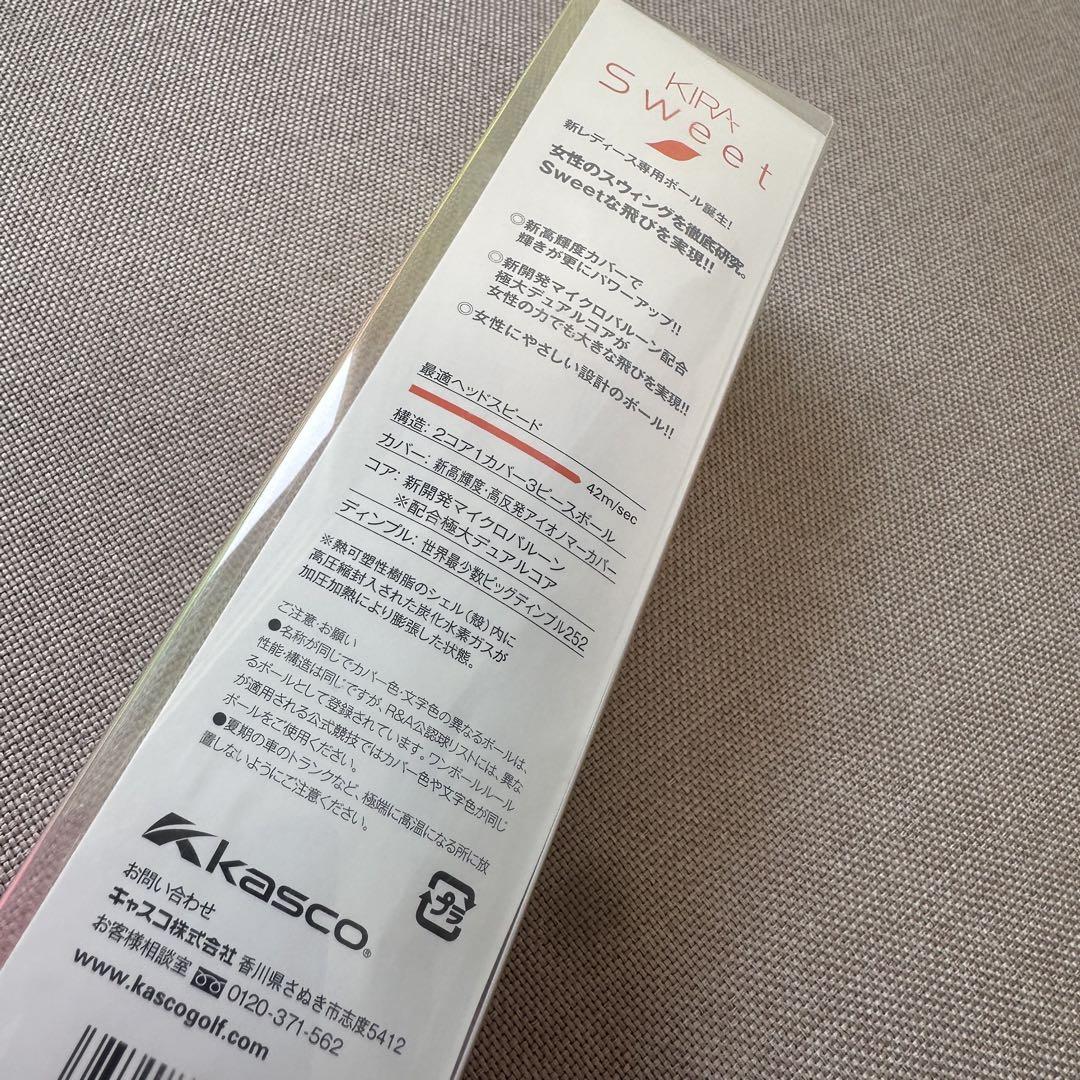 KIRA
Sweet
新レディース専用ボール誕生!
女性のスウィングを徹底研究。
Sweetな飛びを実現!!
◎新高輝度カバーで
輝きが更にパワーアップ!!
◎新開発マイクロバルーン配合
極大デュアルコアが
女性の力でも大きな飛びを実現!!
◎女性にやさしい設計のボール!!
最適ヘッドスピード
42m/sec
構造:2コア1カバー3ピースボール
カバー:新高輝度・高反発アイオノマーカバー
コア:新開発マイクロバルーン
※配合極大デュアルコア
ディンプル:世界最少数ビッグディンプル252
※熱可塑性樹脂のシェル(殻)内に
高圧縮封入された炭化水素ガスが
加圧加熱により膨張した状態。
ご注意・お願い
●名称が同じでカバー色・文字色の異なるボールは、
性能・構造は同じですが、R&A公認球リストには、異な
るボールとして登録されています。ワンボールルール
が適用される公式競技ではカバー色や文字色が同じ
ボールをご使用ください。
●夏期の車のトランクなど、極端に高温になる所に放
置しないようにご注意ください。
kasco®
プラ
お問い合わせ
キャスコ株式会社 香川県さぬき市志度5412
お客様相談室 0120-371-562
www.kascogolf.com